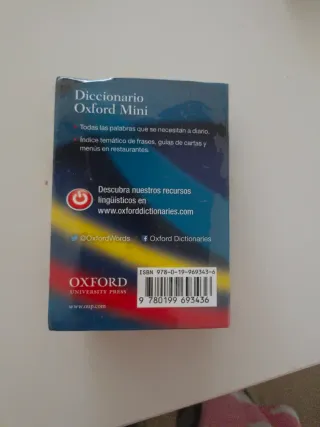 Diccionario
Oxford Mini
Todas las palabras que se necesitan a diario.
Índice temático de frases, guías de cartas y
menús en restaurantes.
Descubra nuestros recursos
lingüísticos en
www.oxforddictionaries.com
@OxfordWords
Oxford Dictionaries
OXFORD
UNIVERSITY PRESS
www.oup.com
ISBN 978-0-19-969343-6
9 780199 693436